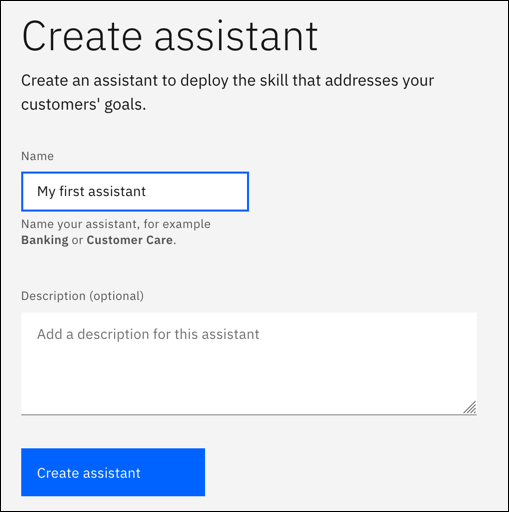 Create assistant
Create an assistant to deploy the skill that addresses your
customers' goals.
Name
My first assistant
Name your assistant, for example
Banking or Customer Care.
Description (optional)
Add a description for this assistant
Create assistant